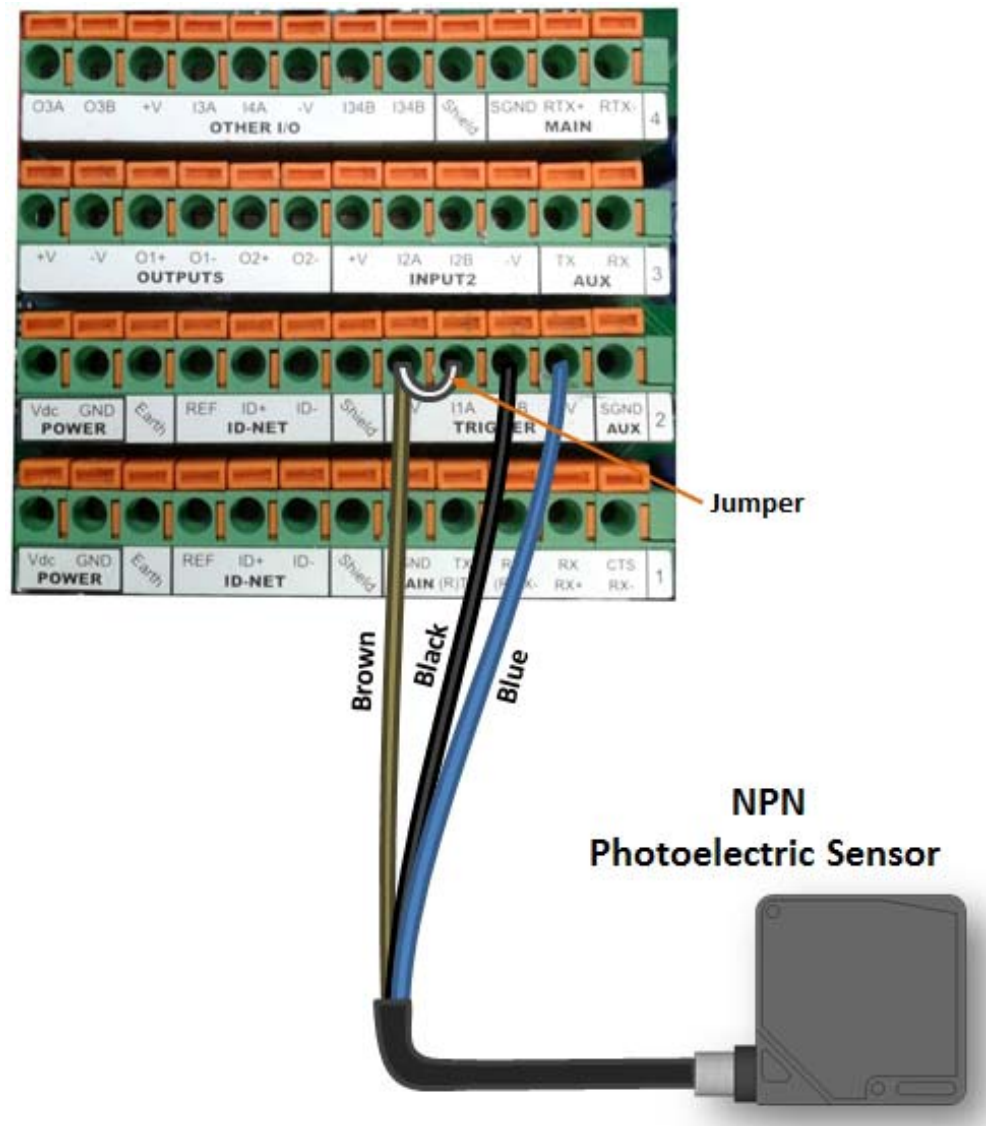 O3A O3B +V I3A I4A -V I34B I34B Shield SGND RTX+ RTX- 4
OTHER I/O MAIN
+V -V O1+ O1- O2+ O2- +V I2A I2B -V TX RX 3
OUTPUTS INPUT2 AUX
Vdc GND Earth REF ID+ ID- Shield I1A SGND 2
POWER ID-NET TRIGGER AUX
Jumper
Vdc GND Earth REF ID+ ID- Shield RX CTS 1
POWER ID-NET RX+ RX-
Brown
Black
Blue
NPN
Photoelectric Sensor